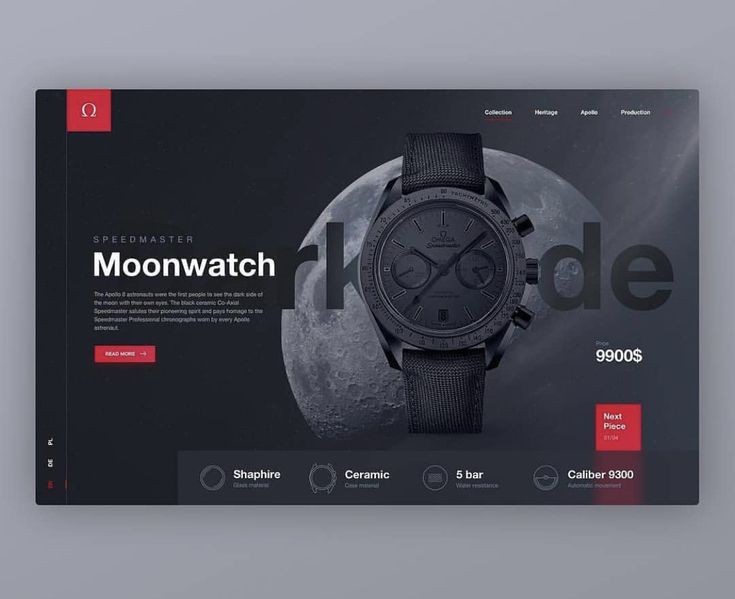 Ω
Collection Heritage Apollo Production
SPEEDMASTER
Moonwatch
The Apollo 8 astronauts were the first people to see the dark side of
the moon with their own eyes. The black ceramic Co-Axial
Speedmaster salutes their pioneering spirit and pays homage to the
Speedmaster Professional chronographs worn by every Apollo
astronaut.
READ MORE
rk de
TACHYMÈTRE
500
400
Ω
OMEGA
Speedmaster
Price
9900$
Next
Piece
01/04
PL
DE
EN
Shaphire
Glass material
Ceramic
Case material
5 bar
Water resistance
Caliber 9300
Automatic movement